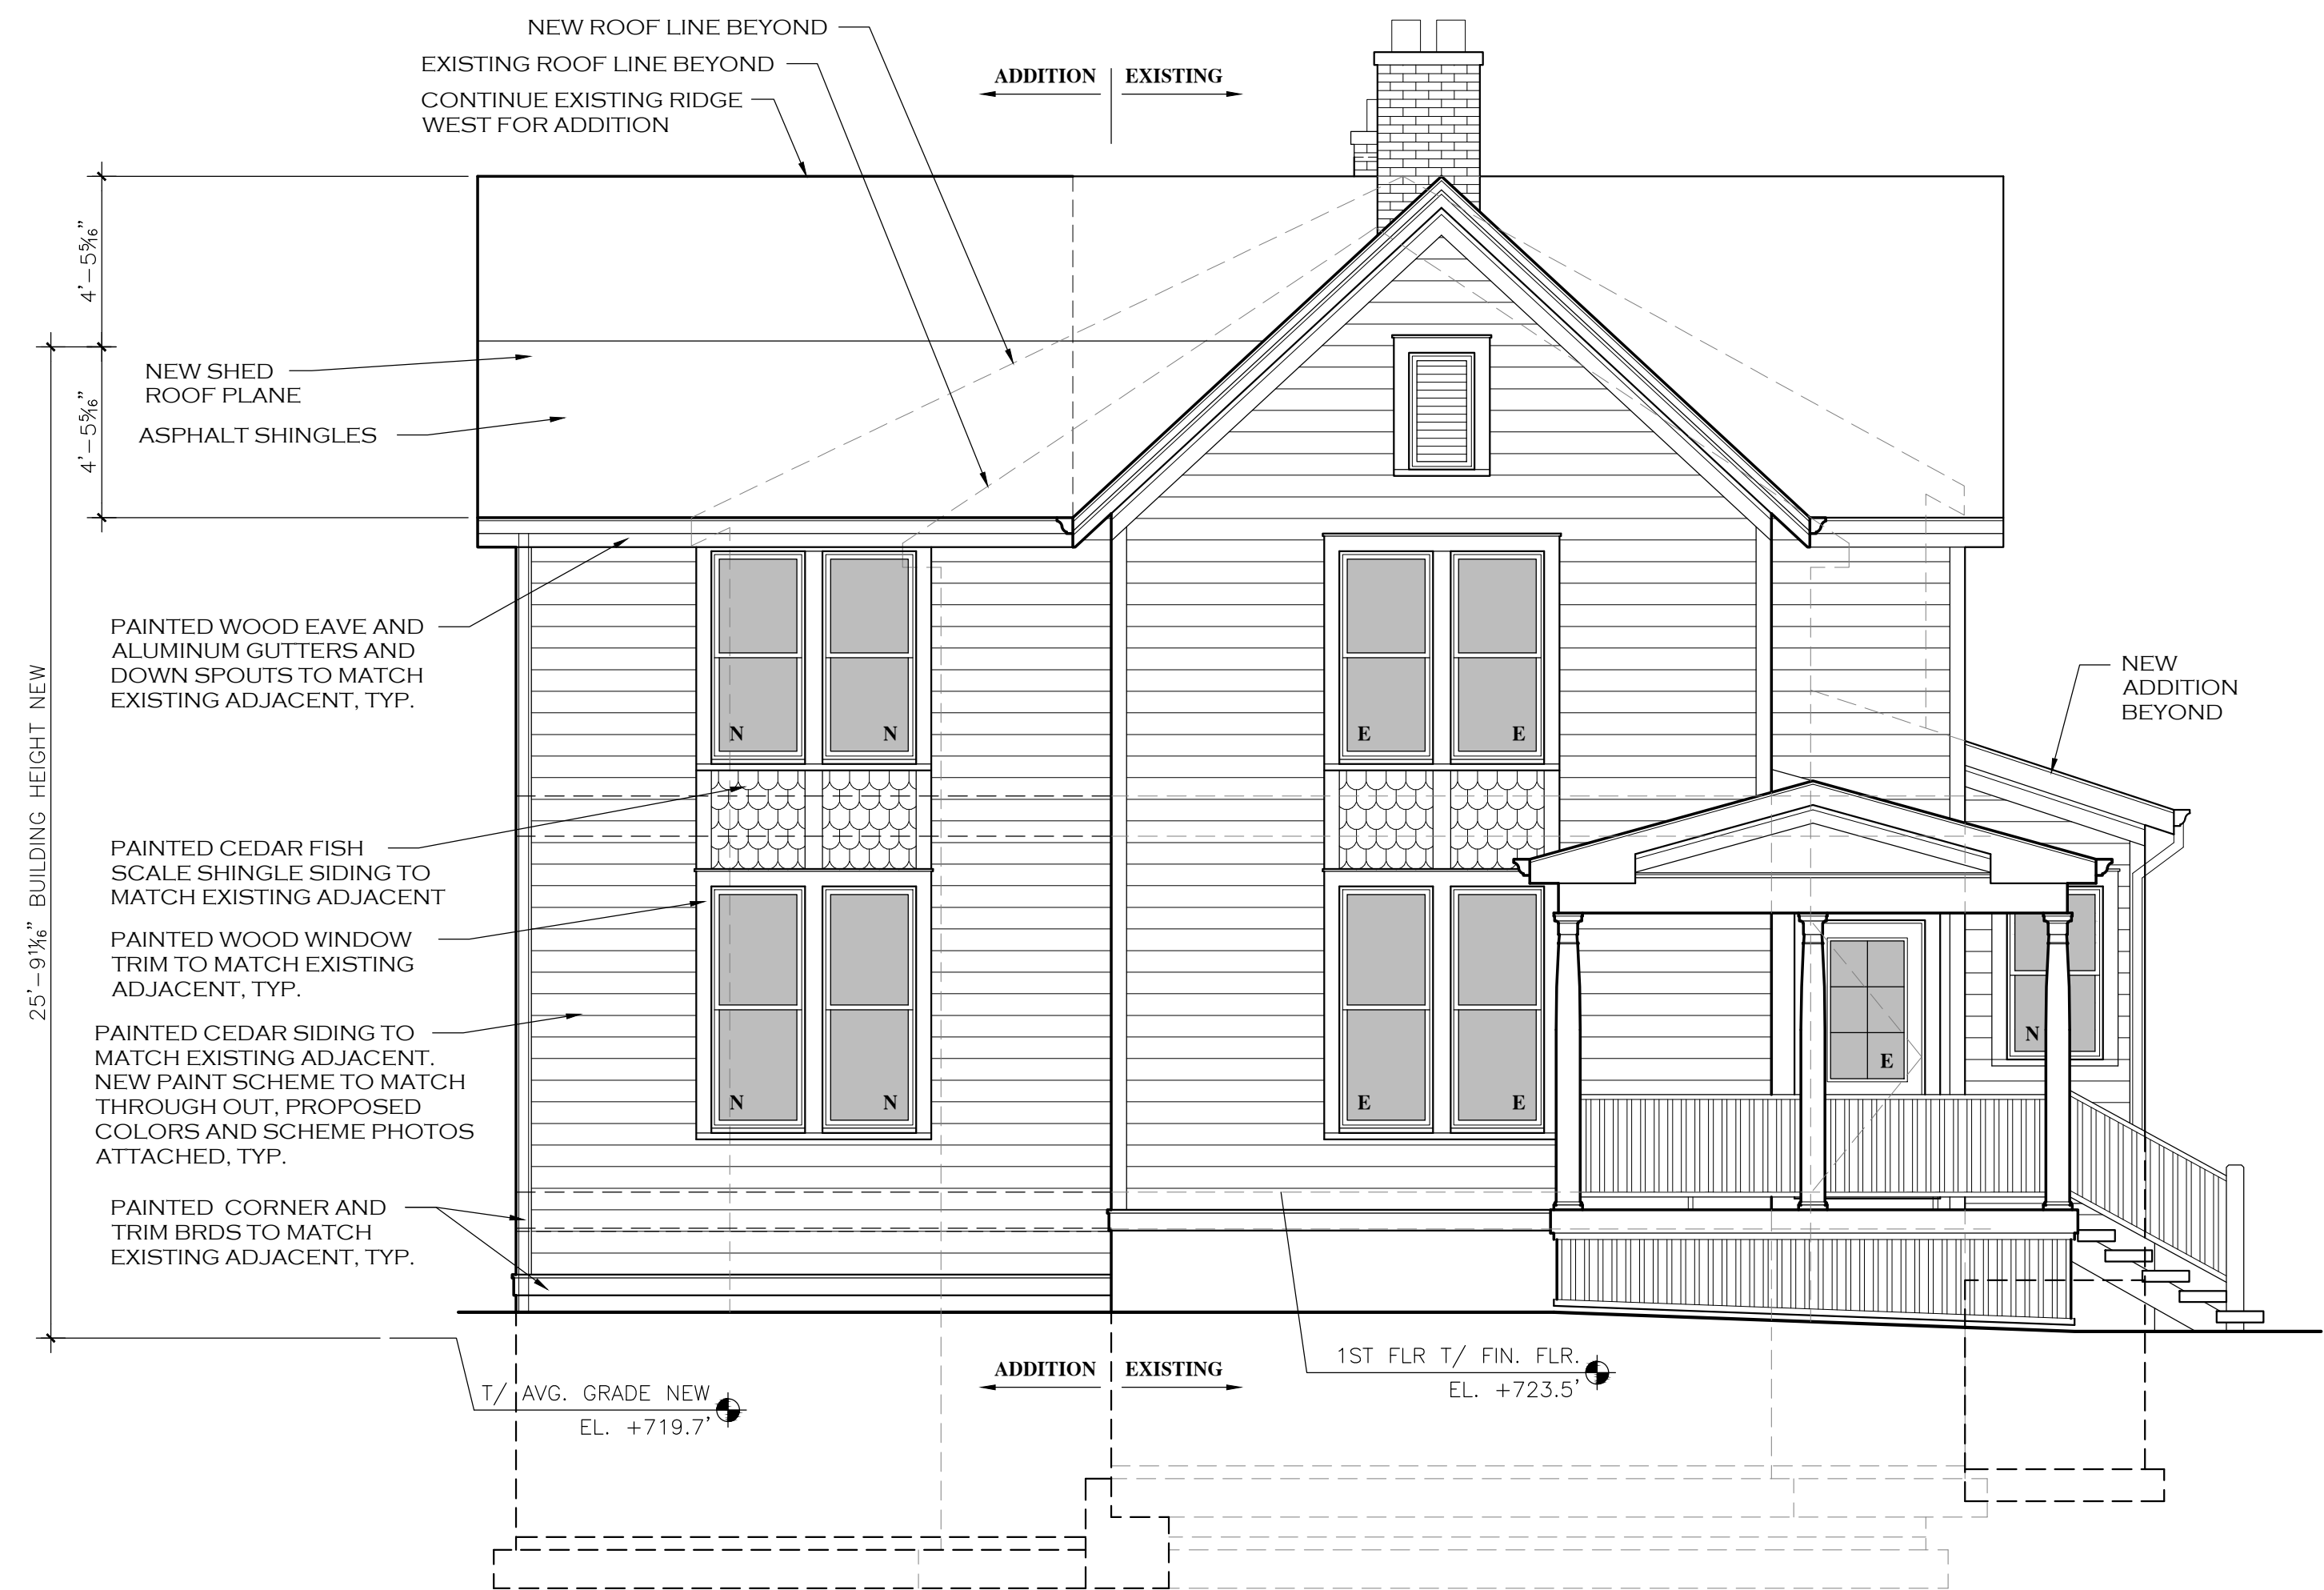 NEW ROOF LINE BEYOND
EXISTING ROOF LINE BEYOND
CONTINUE EXISTING RIDGE
WEST FOR ADDITION
ADDITION
EXISTING
4'-5 5/16"
4'-5 5/16"
25'-9 1/16" BUILDING HEIGHT NEW
NEW SHED
ROOF PLANE
ASPHALT SHINGLES
PAINTED WOOD EAVE AND
ALUMINUM GUTTERS AND
DOWN SPOUTS TO MATCH
EXISTING ADJACENT, TYP.
NEW
ADDITION
BEYOND
N
N
E
E
PAINTED CEDAR FISH
SCALE SHINGLE SIDING TO
MATCH EXISTING ADJACENT
PAINTED WOOD WINDOW
TRIM TO MATCH EXISTING
ADJACENT, TYP.
PAINTED CEDAR SIDING TO
MATCH EXISTING ADJACENT.
NEW PAINT SCHEME TO MATCH
THROUGH OUT, PROPOSED
COLORS AND SCHEME PHOTOS
ATTACHED, TYP.
N
N
E
E
E
N
PAINTED CORNER AND
TRIM BRDS TO MATCH
EXISTING ADJACENT, TYP.
ADDITION
EXISTING
1ST FLR T/ FIN. FLR.
EL. +723.5'
T/ AVG. GRADE NEW
EL. +719.7'